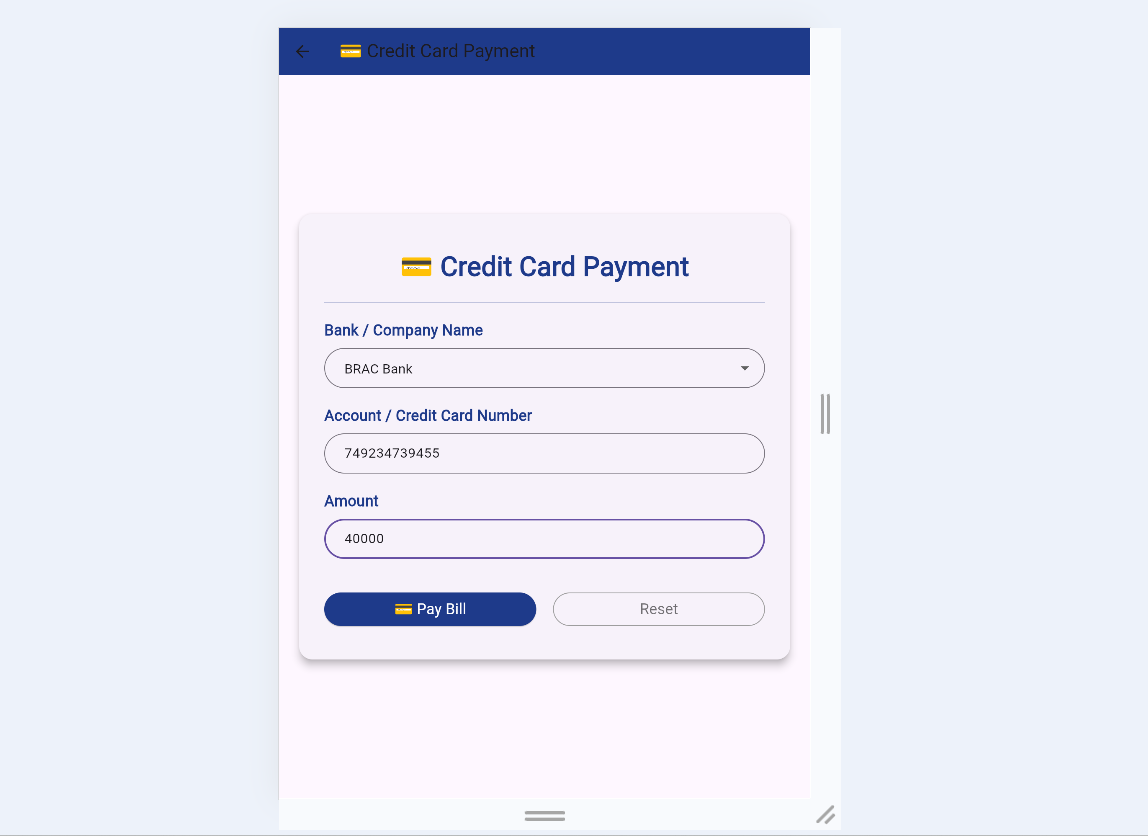 Credit Card Payment
Credit Card Payment
Bank / Company Name
BRAC Bank
Account / Credit Card Number
749234739455
Amount
40000
Pay Bill
Reset